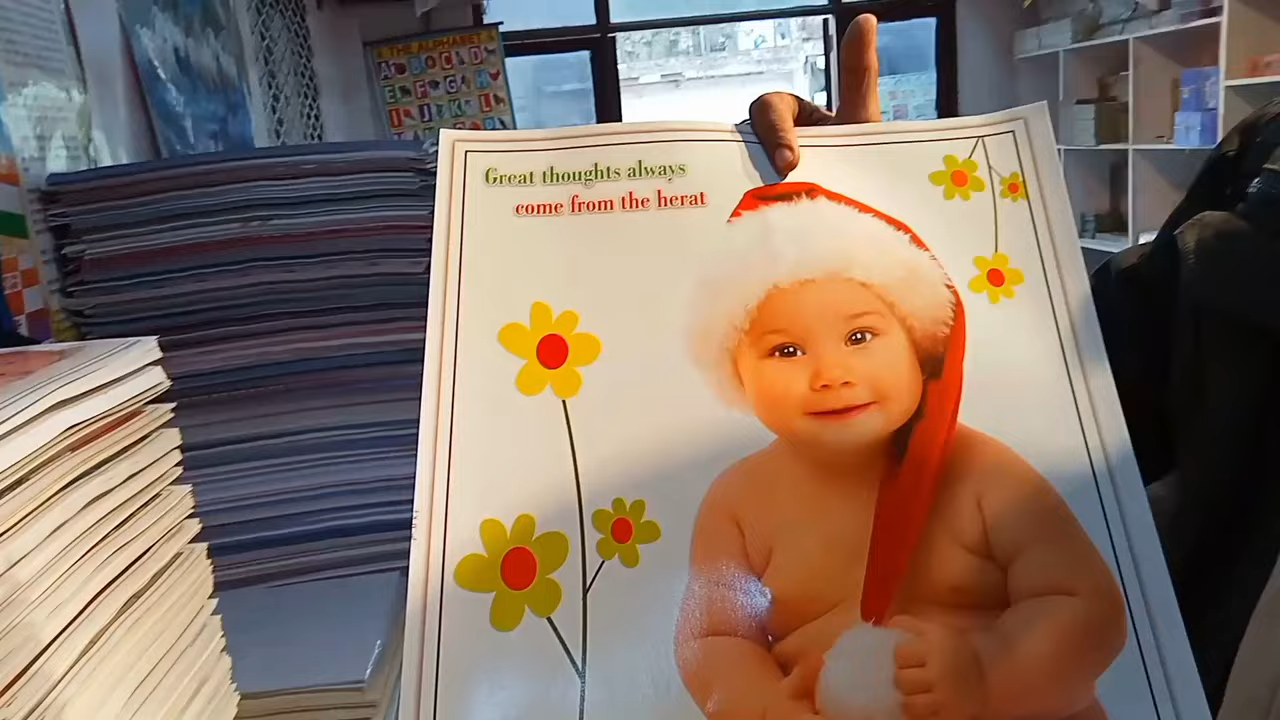 THE ALPHABET
A B C D
E F G H
I J K L
Great thoughts always
come from the herat